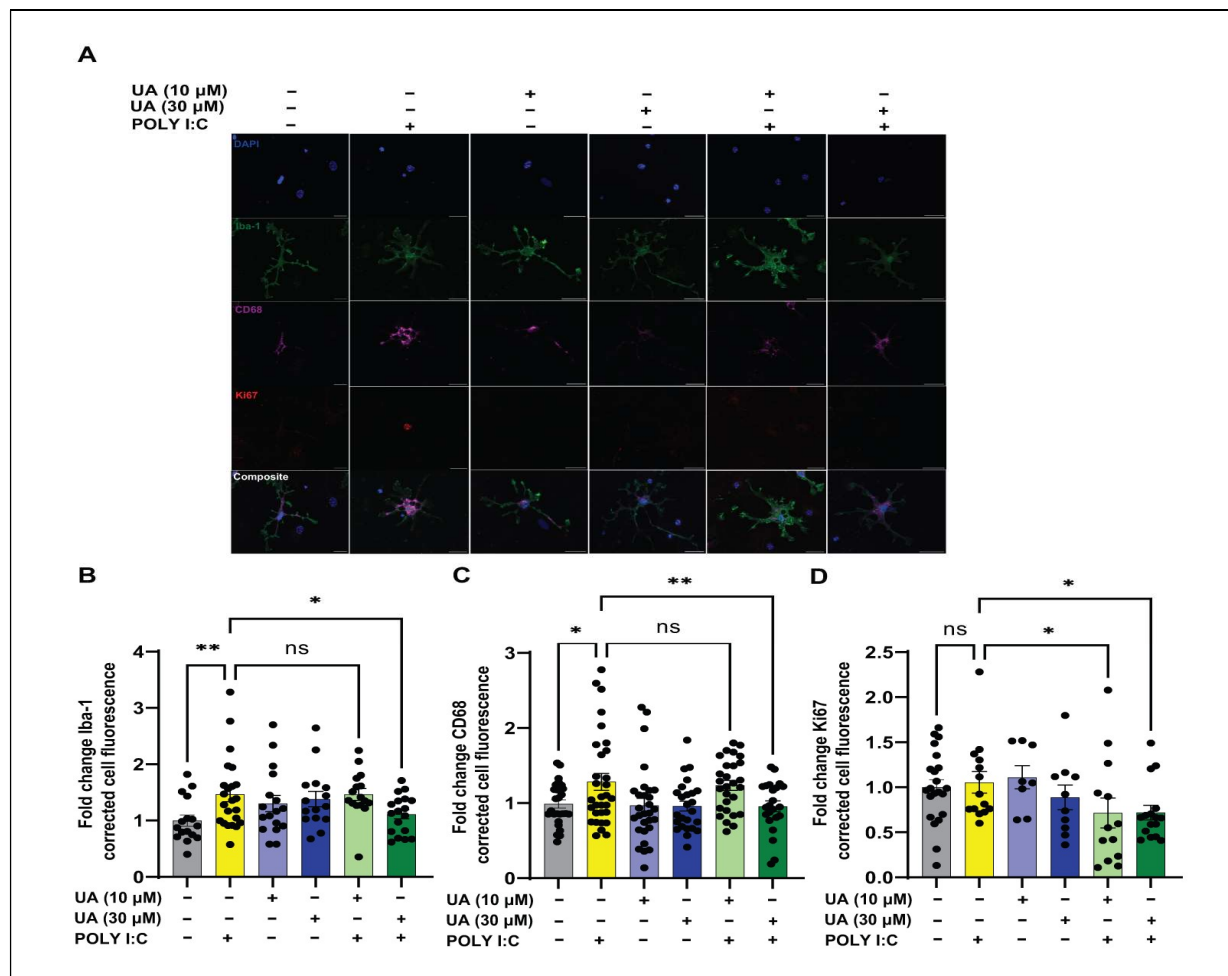 A
UA (10 µM) – – + – + –
UA (30 µM) – – – + – +
POLY I:C – + – – + +
DAPI
Iba-1
CD68
Ki67
Composite
B
Fold change Iba-1
corrected cell fluorescence
4
3
2
1
0
**
ns
*
UA (10 µM) – – + – + –
UA (30 µM) – – – + – +
POLY I:C – + – – + +
C
Fold change CD68
corrected cell fluorescence
3
2
1
0
*
ns
**
UA (10 µM) – – + – + –
UA (30 µM) – – – + – +
POLY I:C – + – – + +
D
Fold change Ki67
corrected cell fluorescence
2.5
2.0
1.5
1.0
0.5
0.0
ns
*
*
UA (10 µM) – – + – + –
UA (30 µM) – – – + – +
POLY I:C – + – – + +